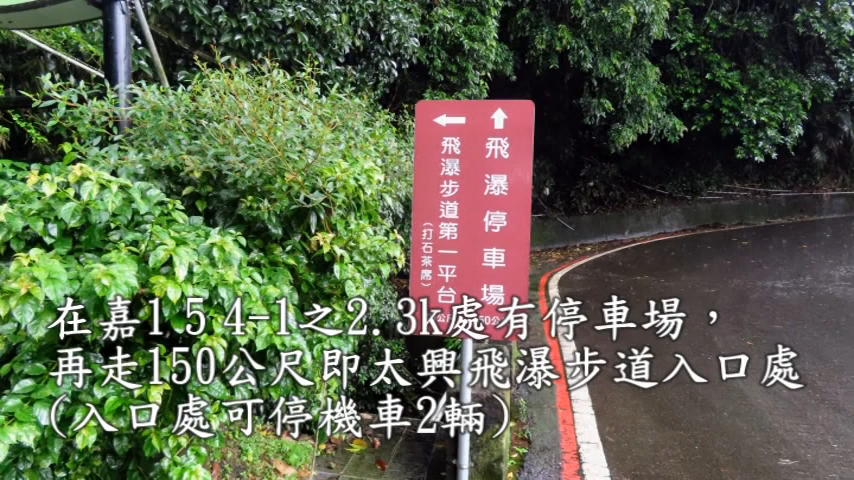 飛瀑停車場
飛瀑步道第一平台
(打石茶席)
在嘉154-1之2.3k處有停車場，
再走150公尺即太興飛瀑步道入口處
(入口處可停機車2輛)